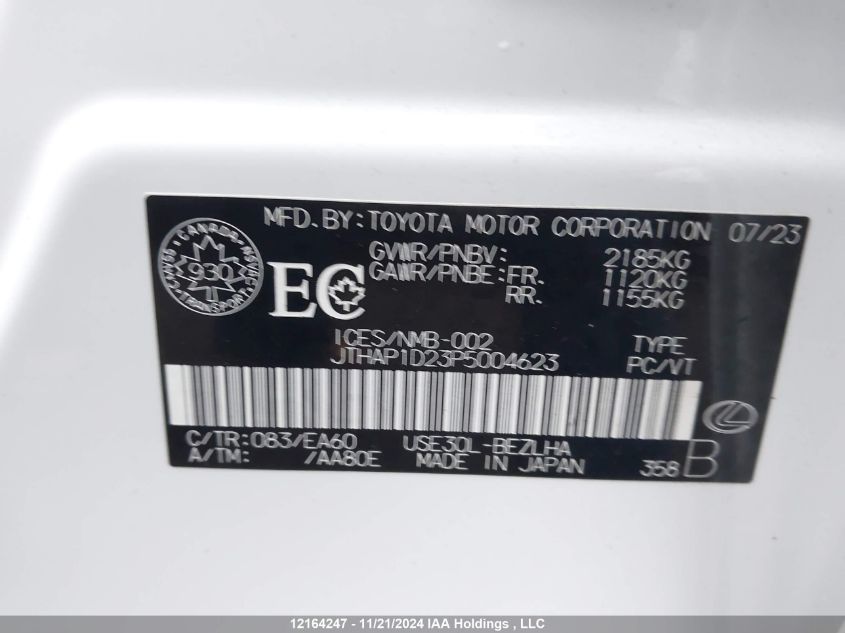 MFD. BY: TOYOTA MOTOR CORPORATION 07/23
GVWR/PNBV: 2185KG
GAWR/PNBE: FR. 1120KG
RR. 1155KG
CANADA
930
TRANSPORT
EC
ICES/NMB-002 TYPE
JTHAP1D23P5004623 PC/VT
C/TR:083/EA60 USE30L-BEZLHA
A/TM: /AA80E MADE IN JAPAN 358 B
12164247 - 11/21/2024 IAA Holdings , LLC